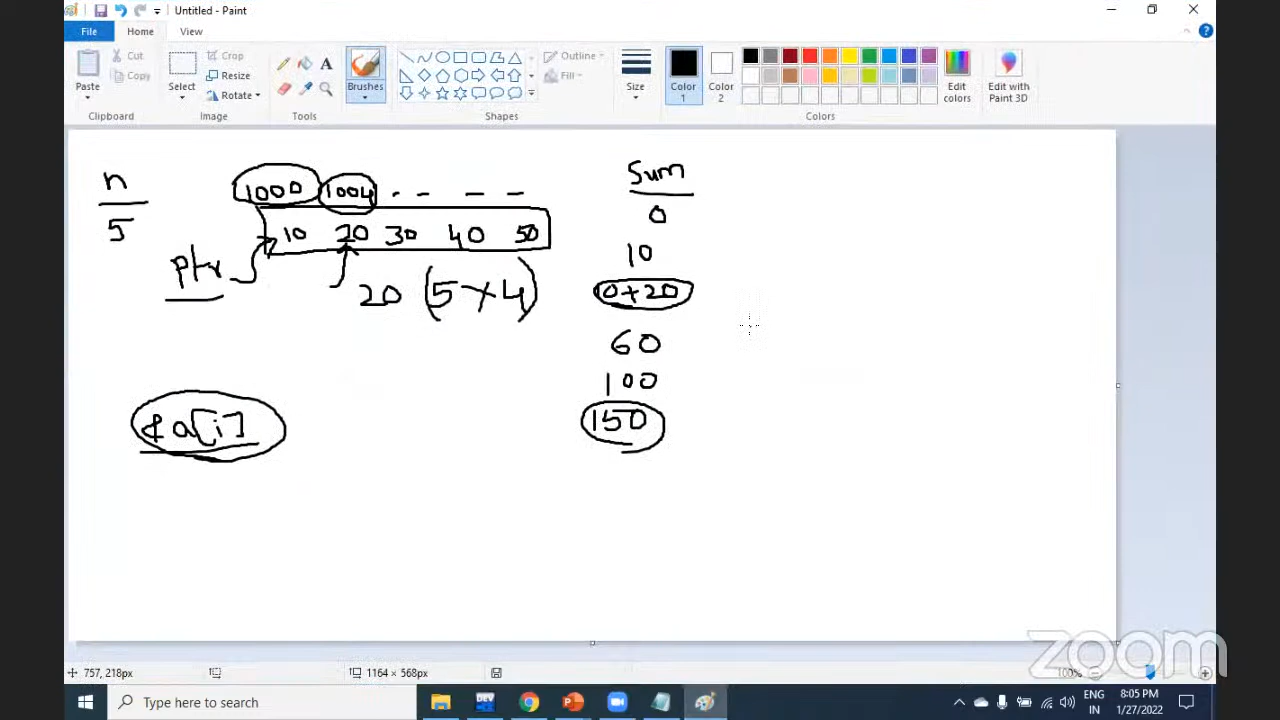 Untitled - Paint
File Home View
Paste
Cut
Copy
Clipboard
Select
Crop
Resize
Rotate
Image
A
Tools
Brushes
Shapes
Outline
Fill
Size
Color 1
Color 2
Edit colors
Colors
Edit with Paint 3D
n
5
1000 1004 . - - -
10 20 30 40 50
ptr
20 (5 x 4)
&a[i]
Sum
0
10
10+20
60
100
150
zoom
757, 218px
1164 × 568px
100%
Type here to search
DEV
ENG
IN
8:05 PM
1/27/2022